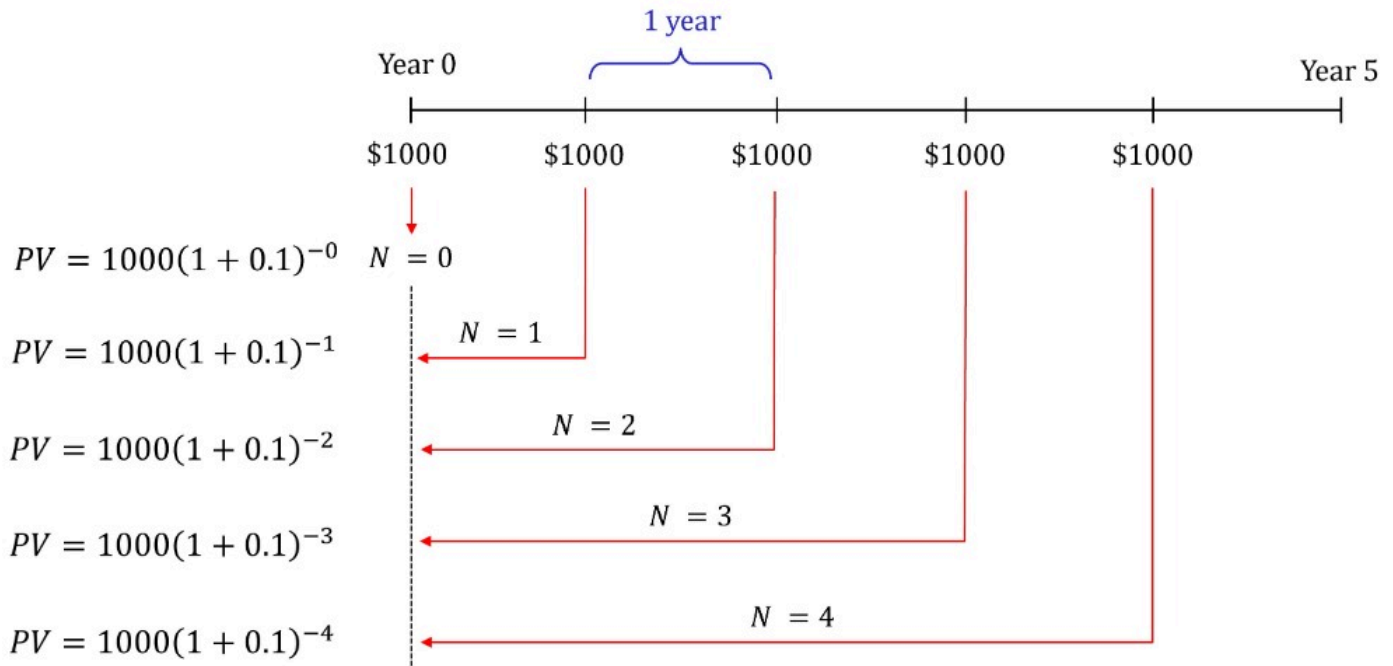 1 year
Year 0
Year 5
$1000 $1000 $1000 $1000 $1000
PV = 1000(1 + 0.1)⁻⁰ N = 0
PV = 1000(1 + 0.1)⁻¹ N = 1
PV = 1000(1 + 0.1)⁻² N = 2
PV = 1000(1 + 0.1)⁻³ N = 3
PV = 1000(1 + 0.1)⁻⁴ N = 4